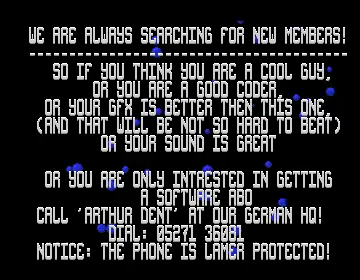 WE ARE ALWAYS SEARCHING FOR NEW MEMBERS!
----------------------------------------
SO IF YOU THINK YOU ARE A COOL GUY,
OR YOU ARE A GOOD CODER,
OR YOUR GFX IS BETTER THEN THIS ONE,
(AND THAT WILL BE NOT SO HARD TO BEAT)
OR YOUR SOUND IS GREAT
OR YOU ARE ONLY INTRESTED IN GETTING
A SOFTWARE ABO
CALL 'ARTHUR DENT' AT OUR GERMAN HQ!
DIAL: 05271 36091
NOTICE: THE PHONE IS LAMER PROTECTED!